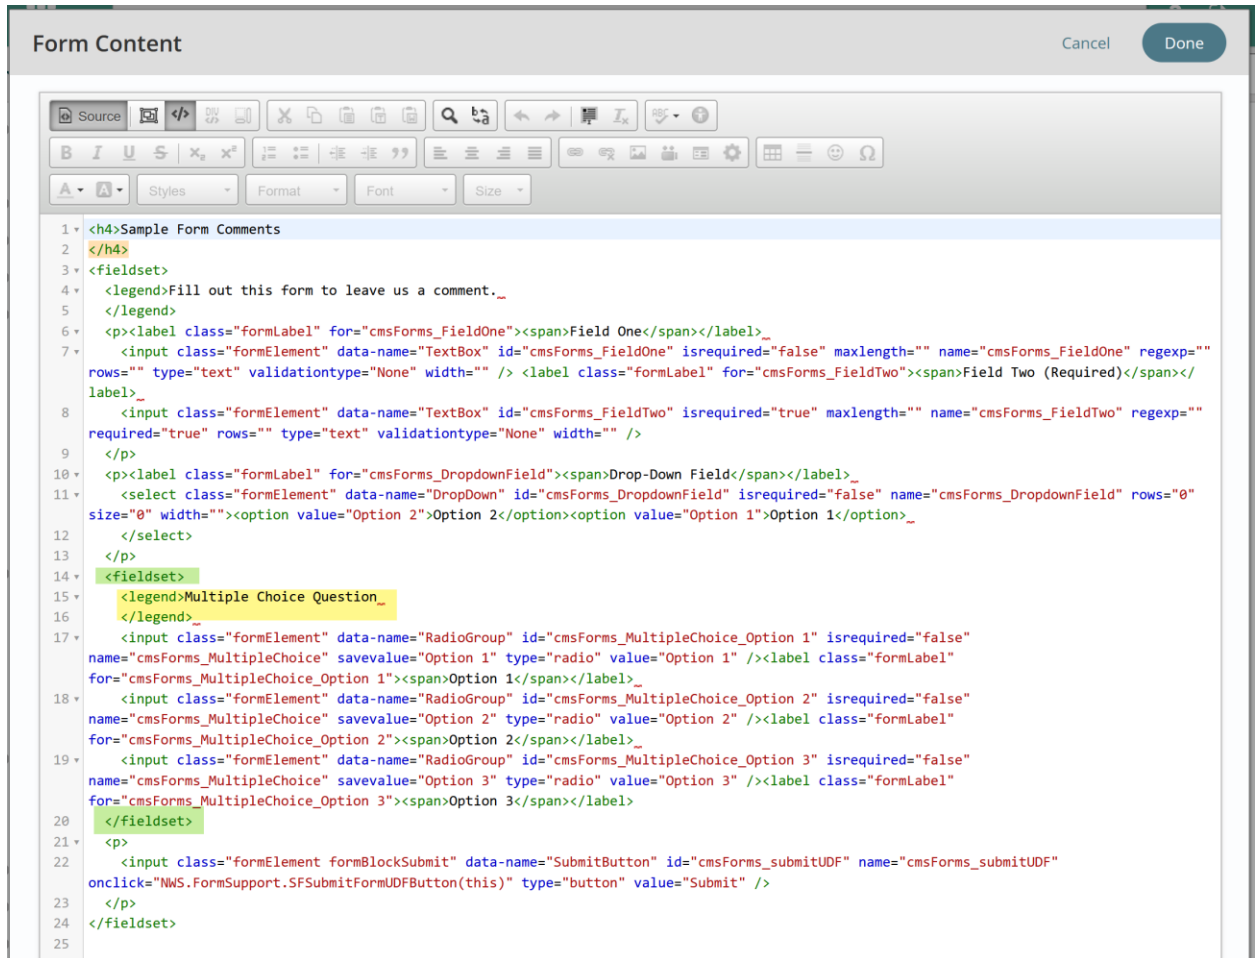 Form Content
Cancel
Done
Source
Styles
Format
Font
Size
1 <h4>Sample Form Comments
2 </h4>
3 <fieldset>
4 <legend>Fill out this form to leave us a comment.
5 </legend>
6 <p><label class="formLabel" for="cmsForms_FieldOne"><span>Field One</span></label>
7 <input class="formElement" data-name="TextBox" id="cmsForms_FieldOne" isrequired="false" maxlength="" name="cmsForms_FieldOne" regexp=""
rows="" type="text" validationtype="None" width="" /> <label class="formLabel" for="cmsForms_FieldTwo"><span>Field Two (Required)</span></
label>
8 <input class="formElement" data-name="TextBox" id="cmsForms_FieldTwo" isrequired="true" maxlength="" name="cmsForms_FieldTwo" regexp=""
required="true" rows="" type="text" validationtype="None" width="" />
9 </p>
10 <p><label class="formLabel" for="cmsForms_DropdownField"><span>Drop-Down Field</span></label>
11 <select class="formElement" data-name="DropDown" id="cmsForms_DropdownField" isrequired="false" name="cmsForms_DropdownField" rows="0"
size="0" width=""><option value="Option 2">Option 2</option><option value="Option 1">Option 1</option>
12 </select>
13 </p>
14 <fieldset>
15 <legend>Multiple Choice Question
16 </legend>
17 <input class="formElement" data-name="RadioGroup" id="cmsForms_MultipleChoice_Option 1" isrequired="false"
name="cmsForms_MultipleChoice" savevalue="Option 1" type="radio" value="Option 1" /><label class="formLabel"
for="cmsForms_MultipleChoice_Option 1"><span>Option 1</span></label>
18 <input class="formElement" data-name="RadioGroup" id="cmsForms_MultipleChoice_Option 2" isrequired="false"
name="cmsForms_MultipleChoice" savevalue="Option 2" type="radio" value="Option 2" /><label class="formLabel"
for="cmsForms_MultipleChoice_Option 2"><span>Option 2</span></label>
19 <input class="formElement" data-name="RadioGroup" id="cmsForms_MultipleChoice_Option 3" isrequired="false"
name="cmsForms_MultipleChoice" savevalue="Option 3" type="radio" value="Option 3" /><label class="formLabel"
for="cmsForms_MultipleChoice_Option 3"><span>Option 3</span></label>
20 </fieldset>
21 <p>
22 <input class="formElement formBlockSubmit" data-name="SubmitButton" id="cmsForms_submitUDF" name="cmsForms_submitUDF"
onclick="NWS.FormSupport.SFSubmitFormUDFButton(this)" type="button" value="Submit" />
23 </p>
24 </fieldset>
25